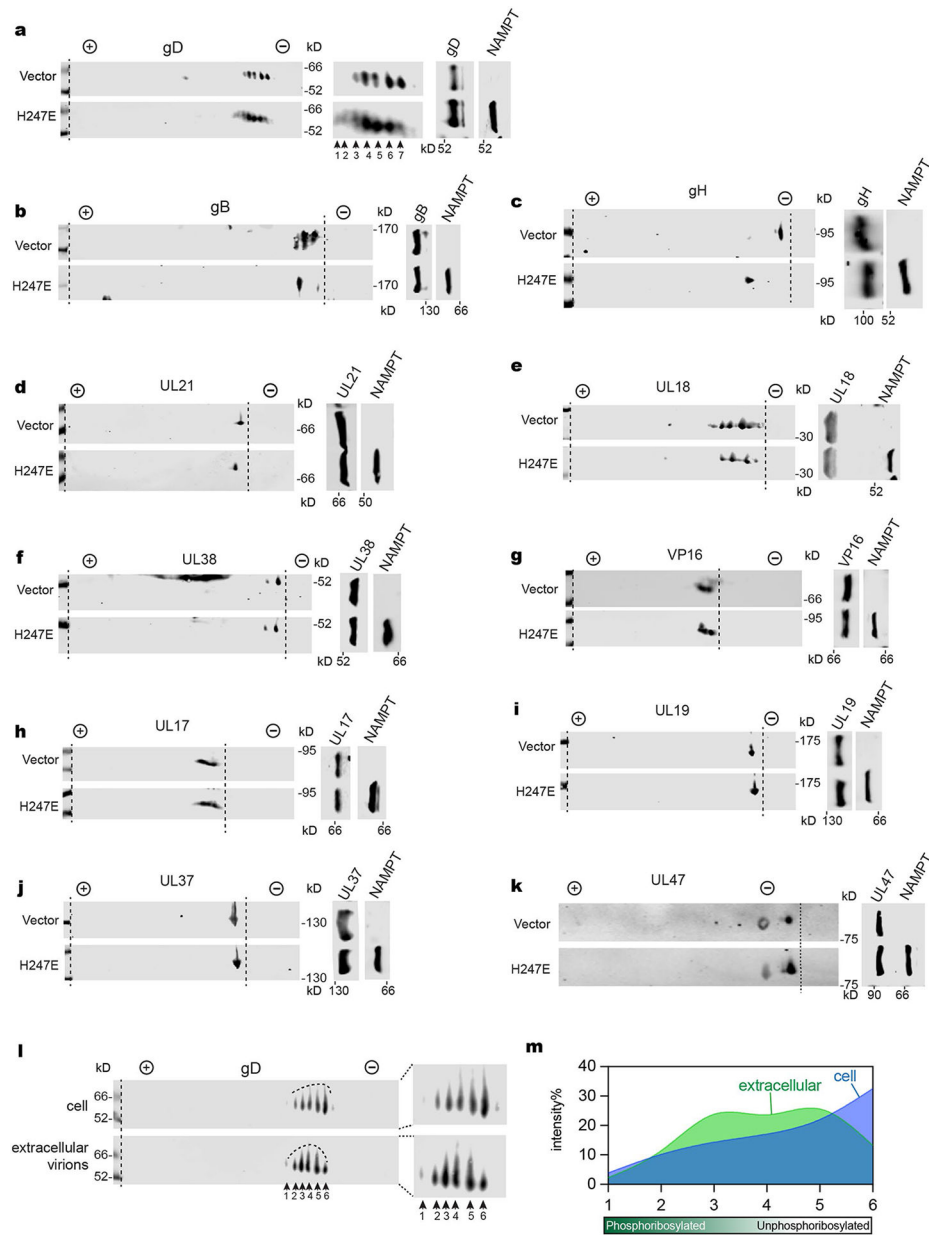 a
⊕ gD ⊖ kD gD NAMPT
Vector -66
-52
H247E -66
-52
1 2 3 4 5 6 7 kD 52 52
b
⊕ gB ⊖ kD gB NAMPT
Vector -170
H247E -170
kD 130 66
c
⊕ gH ⊖ kD gH NAMPT
Vector -95
H247E -95
kD 100 52
d
⊕ UL21 ⊖ kD UL21 NAMPT
Vector -66
H247E -66
kD 66 50
e
⊕ UL18 ⊖ kD UL18 NAMPT
Vector -30
H247E -30
kD 52
f
⊕ UL38 ⊖ kD UL38 NAMPT
Vector -52
H247E -52
kD 52 66
g
⊕ VP16 ⊖ kD VP16 NAMPT
Vector -66
H247E -95
kD 66 66
h
⊕ UL17 ⊖ kD UL17 NAMPT
Vector -95
H247E -95
kD 66 66
i
⊕ UL19 ⊖ kD UL19 NAMPT
Vector -175
H247E -175
kD 130 66
j
⊕ UL37 ⊖ kD UL37 NAMPT
Vector -130
H247E -130
kD 130 66
k
⊕ UL47 ⊖ kD UL47 NAMPT
Vector -75
H247E -75
kD 90 66
l
kD ⊕ gD ⊖
cell 66-
52-
extracellular
virions 66-
52-
1 2 3 4 5 6 1 2 3 4 5 6
m
intensity%
40
30
20
10
0
extracellular cell
1 2 3 4 5 6
Phosphoribosylated Unphosphoribosylated